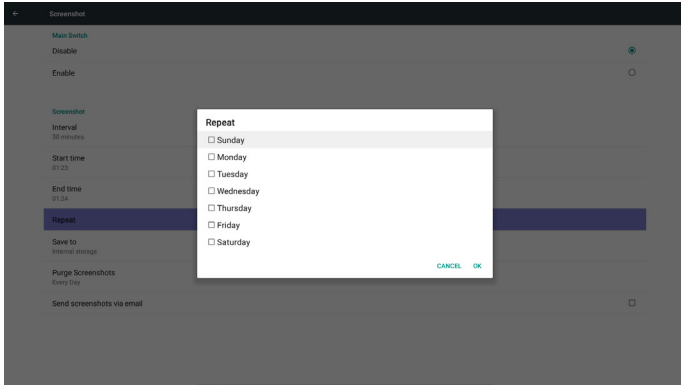 Screenshot
Main Switch
Disable
Enable
Screenshot
Interval
30 minutes
Start time
01:23
End time
01:24
Repeat
Save to
Internal storage
Purge Screenshots
Every Day
Send screenshots via email
Repeat
Sunday
Monday
Tuesday
Wednesday
Thursday
Friday
Saturday
CANCEL OK